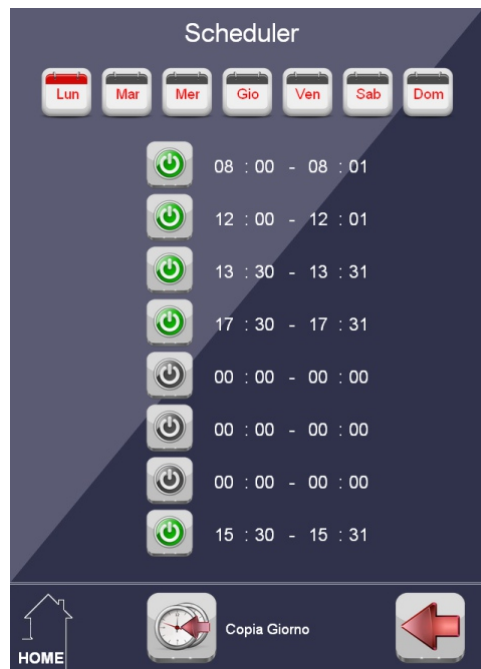 Scheduler
Lun Mar Mer Gio Ven Sab Dom
08 : 00 - 08 : 01
12 : 00 - 12 : 01
13 : 30 - 13 : 31
17 : 30 - 17 : 31
00 : 00 - 00 : 00
00 : 00 - 00 : 00
00 : 00 - 00 : 00
15 : 30 - 15 : 31
Copia Giorno
HOME